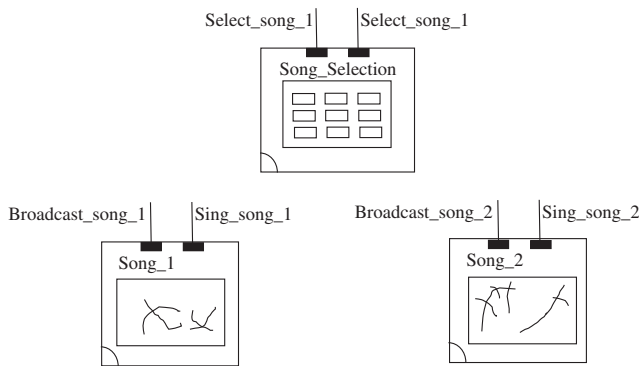 Select_song_1 Select_song_1
Song_Selection
Broadcast_song_1 Sing_song_1
Song_1
Broadcast_song_2 Sing_song_2
Song_2